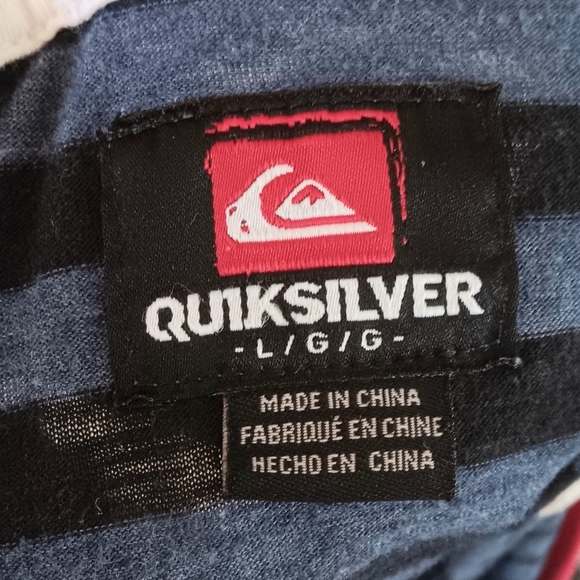 QUIKSILVER
- L / G / G -
MADE IN CHINA
FABRIQUÉ EN CHINE
HECHO EN CHINA